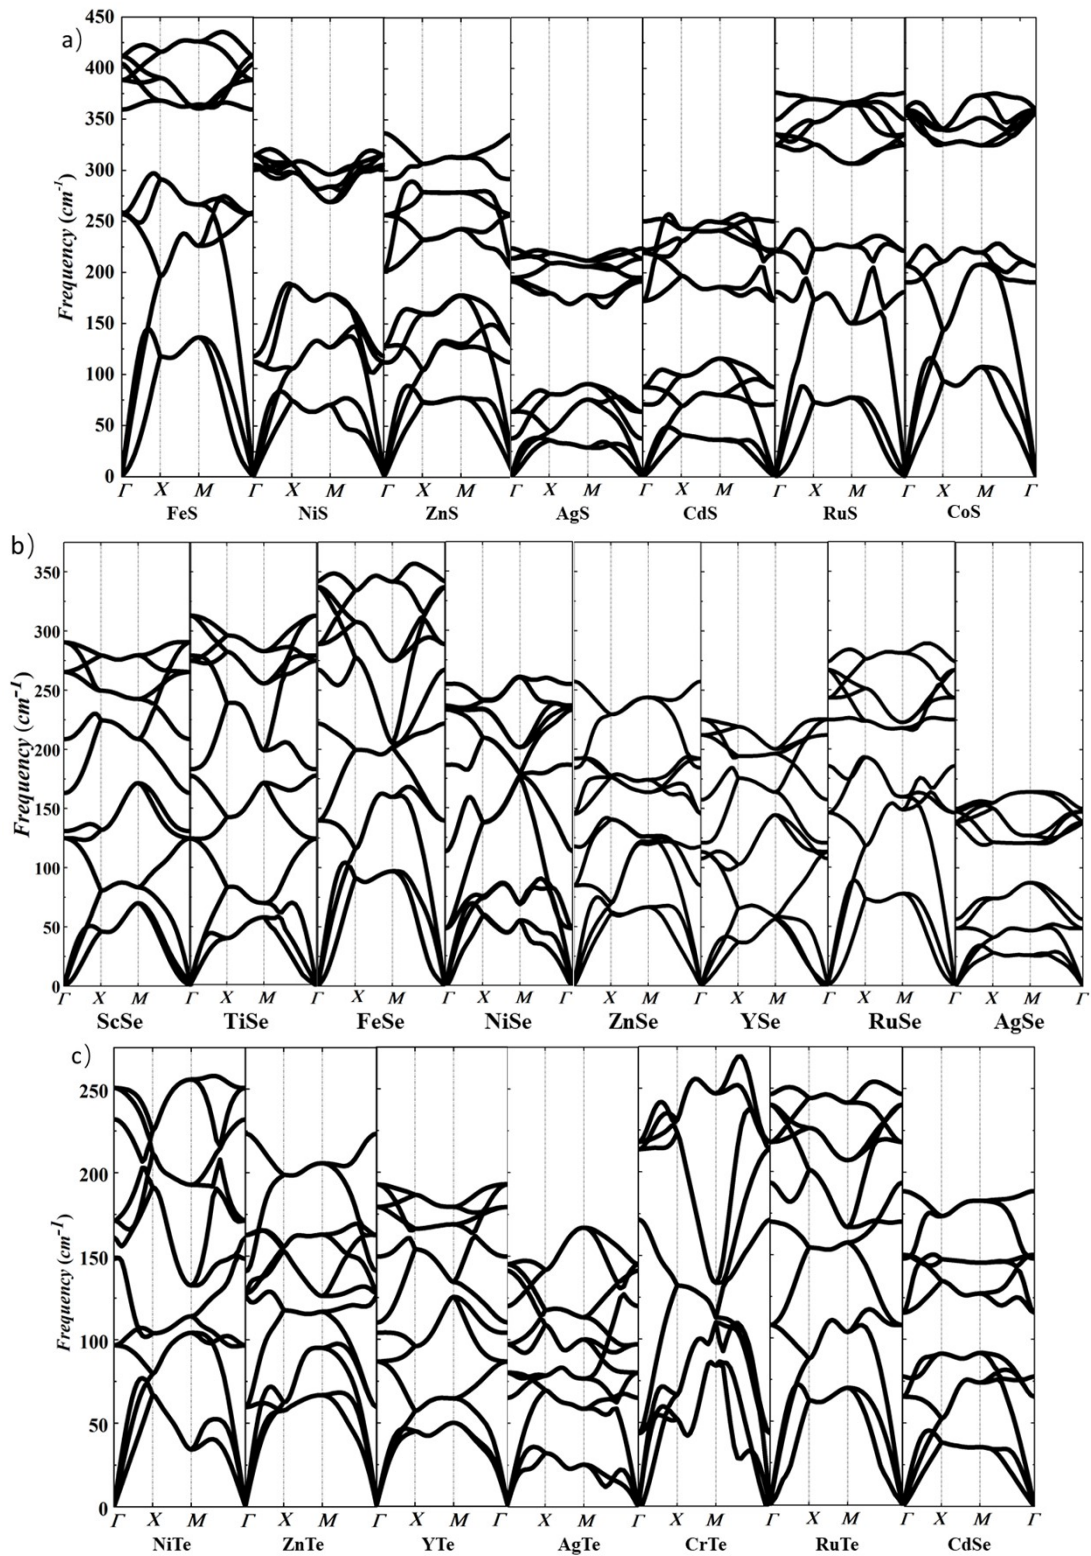 a)
450
400
350
300
250
200
150
100
50
0
Frequency (cm⁻¹)
Γ X M Γ X M Γ X M Γ X M Γ X M Γ X M Γ X M Γ
FeS NiS ZnS AgS CdS RuS CoS
b)
350
300
250
200
150
100
50
0
Frequency (cm⁻¹)
Γ X M Γ X M Γ X M Γ X M Γ X M Γ X M Γ X M Γ X M Γ
ScSe TiSe FeSe NiSe ZnSe YSe RuSe AgSe
c)
250
200
150
100
50
0
Frequency (cm⁻¹)
Γ X M Γ X M Γ X M Γ X M Γ X M Γ X M Γ X M Γ
NiTe ZnTe YTe AgTe CrTe RuTe CdSe